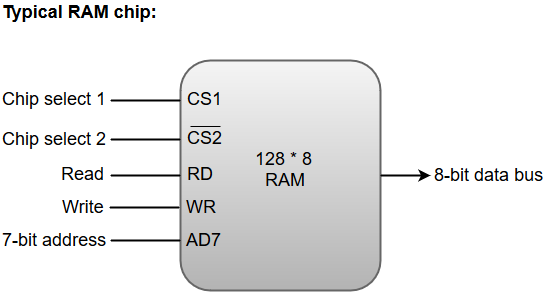 Typical RAM chip:
Chip select 1
CS1
Chip select 2
C̅S̅2̅
Read
RD
128 * 8
RAM
8-bit data bus
Write
WR
7-bit address
AD7